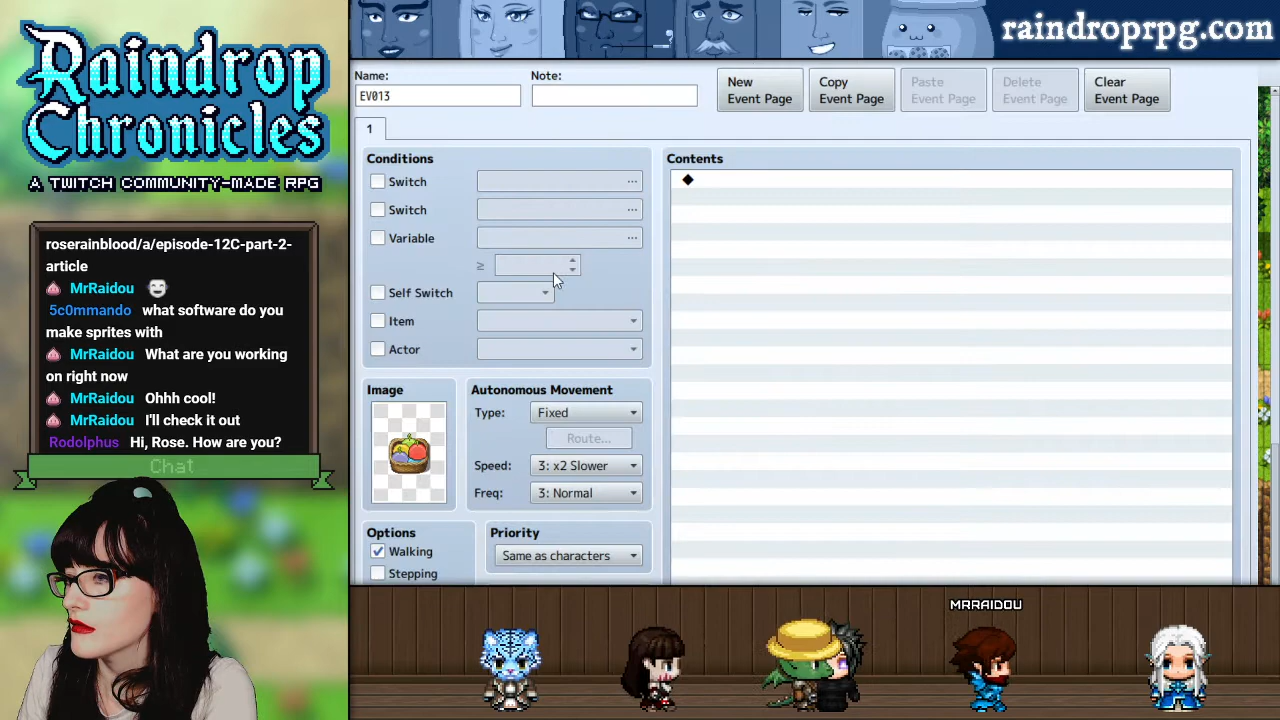 Raindrop
Chronicles
A TWITCH COMMUNITY-MADE RPG
raindroprpg.com
roserainblood/a/episode-12C-part-2-
article
MrRaidou
5c0mmando what software do you
make sprites with
MrRaidou What are you working
on right now
MrRaidou Ohhh cool!
MrRaidou I'll check it out
Rodolphus Hi, Rose. How are you?
Chat
Name:
EV013
Note:
New
Event Page
Copy
Event Page
Paste
Event Page
Delete
Event Page
Clear
Event Page
1
Conditions
Switch
...
Switch
...
Variable
...
≥
Self Switch
Item
Actor
Image
Autonomous Movement
Type: Fixed
Route...
Speed: 3: x2 Slower
Freq: 3: Normal
Options
Walking
Stepping
Priority
Same as characters
Contents
MRRAIDOU